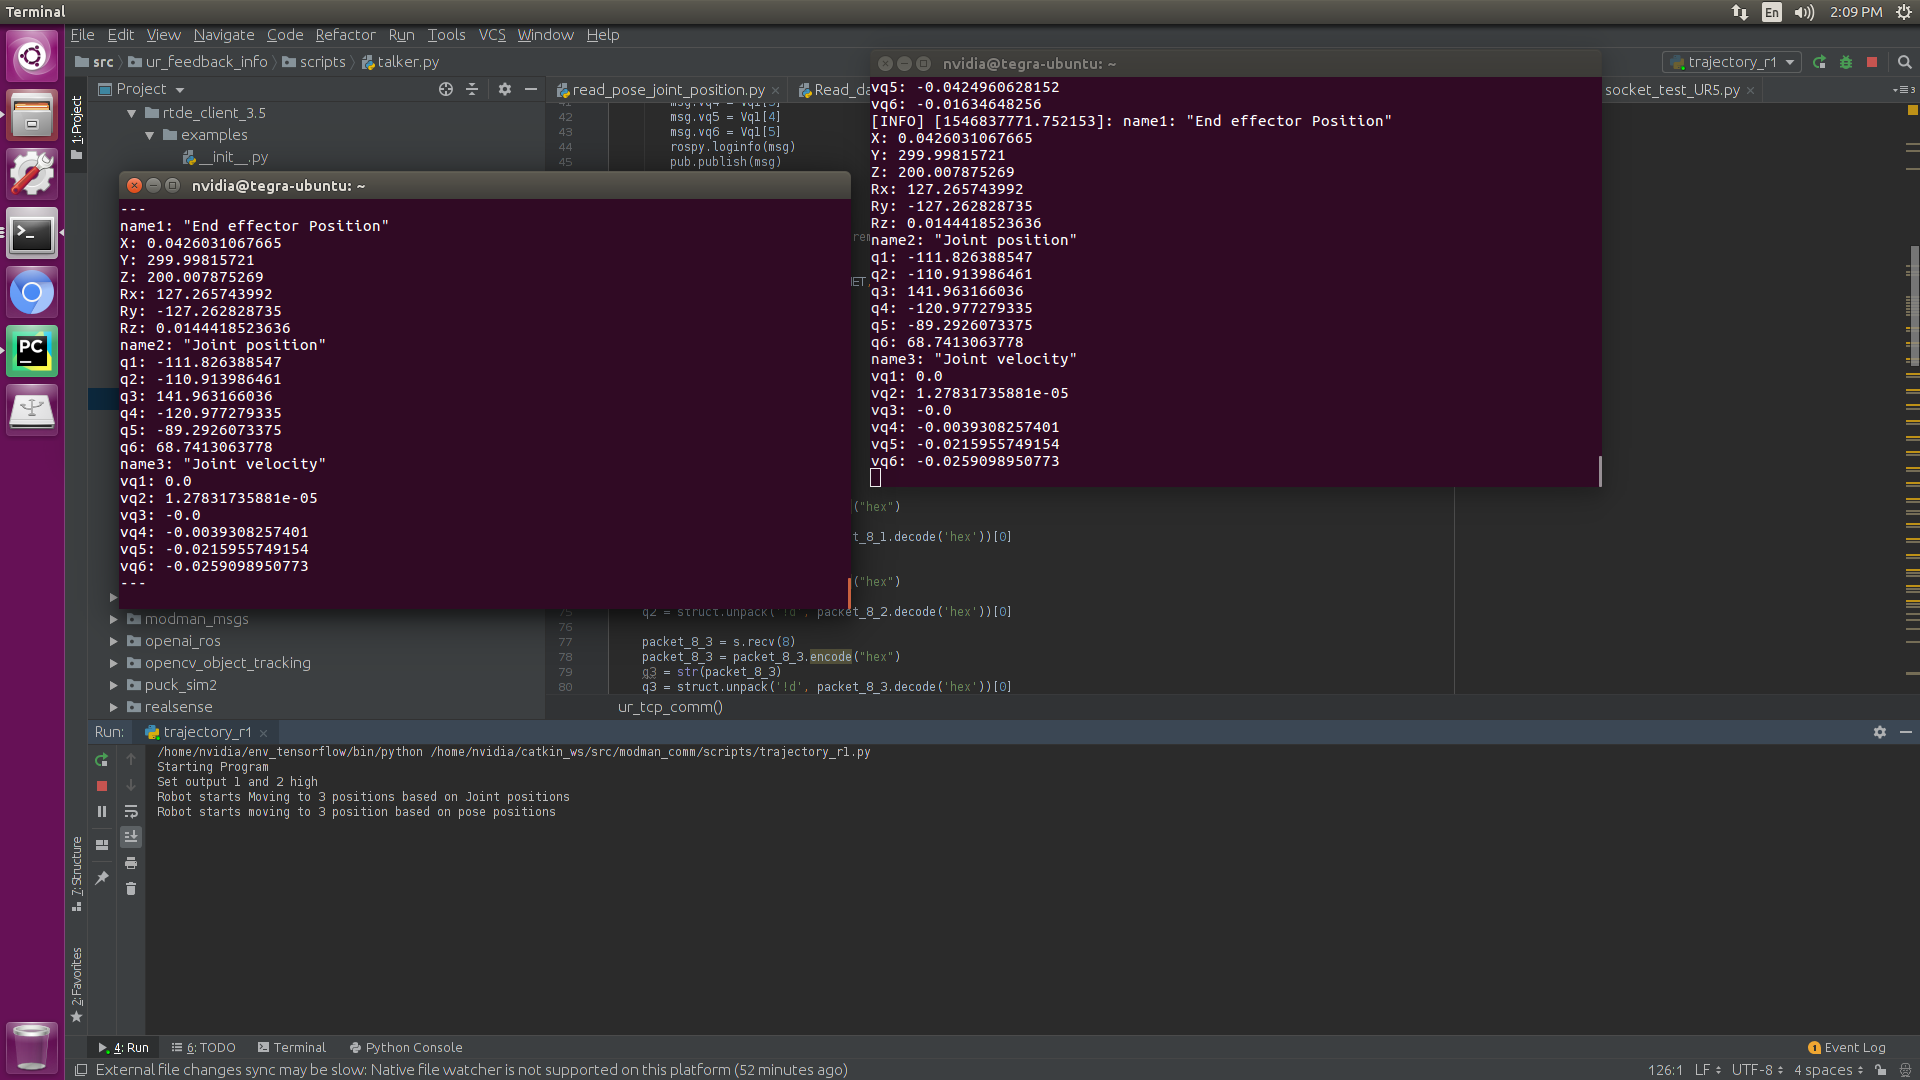 Terminal
En
2:09 PM
File Edit View Navigate Code Refactor Run Tools VCS Window Help
src ur_feedback_info scripts talker.py
trajectory_r1
Project
rtde_client_3.5
examples
__init__.py
modman_msgs
openai_ros
opencv_object_tracking
puck_sim2
realsense
1: Project
7: Structure
2: Favorites
read_pose_joint_position.py
socket_test_UR5.py
42 msg.vq5 = Vql[4]
43 msg.vq6 = Vql[5]
44 rospy.loginfo(msg)
45 pub.publish(msg)
nvidia@tegra-ubuntu: ~
---
name1: "End effector Position"
X: 0.0426031067665
Y: 299.99815721
Z: 200.007875269
Rx: 127.265743992
Ry: -127.262828735
Rz: 0.0144418523636
name2: "Joint position"
q1: -111.826388547
q2: -110.913986461
q3: 141.963166036
q4: -120.977279335
q5: -89.2926073375
q6: 68.7413063778
name3: "Joint velocity"
vq1: 0.0
vq2: 1.27831735881e-05
vq3: -0.0
vq4: -0.0039308257401
vq5: -0.0215955749154
vq6: -0.0259098950773
---
nvidia@tegra-ubuntu: ~
vq5: -0.0424960628152
vq6: -0.01634648256
[INFO] [1546837771.752153]: name1: "End effector Position"
X: 0.0426031067665
Y: 299.99815721
Z: 200.007875269
Rx: 127.265743992
Ry: -127.262828735
Rz: 0.0144418523636
name2: "Joint position"
q1: -111.826388547
q2: -110.913986461
q3: 141.963166036
q4: -120.977279335
q5: -89.2926073375
q6: 68.7413063778
name3: "Joint velocity"
vq1: 0.0
vq2: 1.27831735881e-05
vq3: -0.0
vq4: -0.0039308257401
vq5: -0.0215955749154
vq6: -0.0259098950773
("hex")
t_8_1.decode('hex'))[0]
("hex")
75 q2 = struct.unpack('!d', packet_8_2.decode('hex'))[0]
76
77 packet_8_3 = s.recv(8)
78 packet_8_3 = packet_8_3.encode("hex")
79 q3 = str(packet_8_3)
80 q3 = struct.unpack('!d', packet_8_3.decode('hex'))[0]
ur_tcp_comm()
Run: trajectory_r1
/home/nvidia/env_tensorflow/bin/python /home/nvidia/catkin_ws/src/modman_comm/scripts/trajectory_r1.py
Starting Program
Set output 1 and 2 high
Robot starts Moving to 3 positions based on Joint positions
Robot starts moving to 3 position based on pose positions
4: Run 6: TODO Terminal Python Console
1 Event Log
External file changes sync may be slow: Native file watcher is not supported on this platform (52 minutes ago)
126:1 LF UTF-8 4 spaces